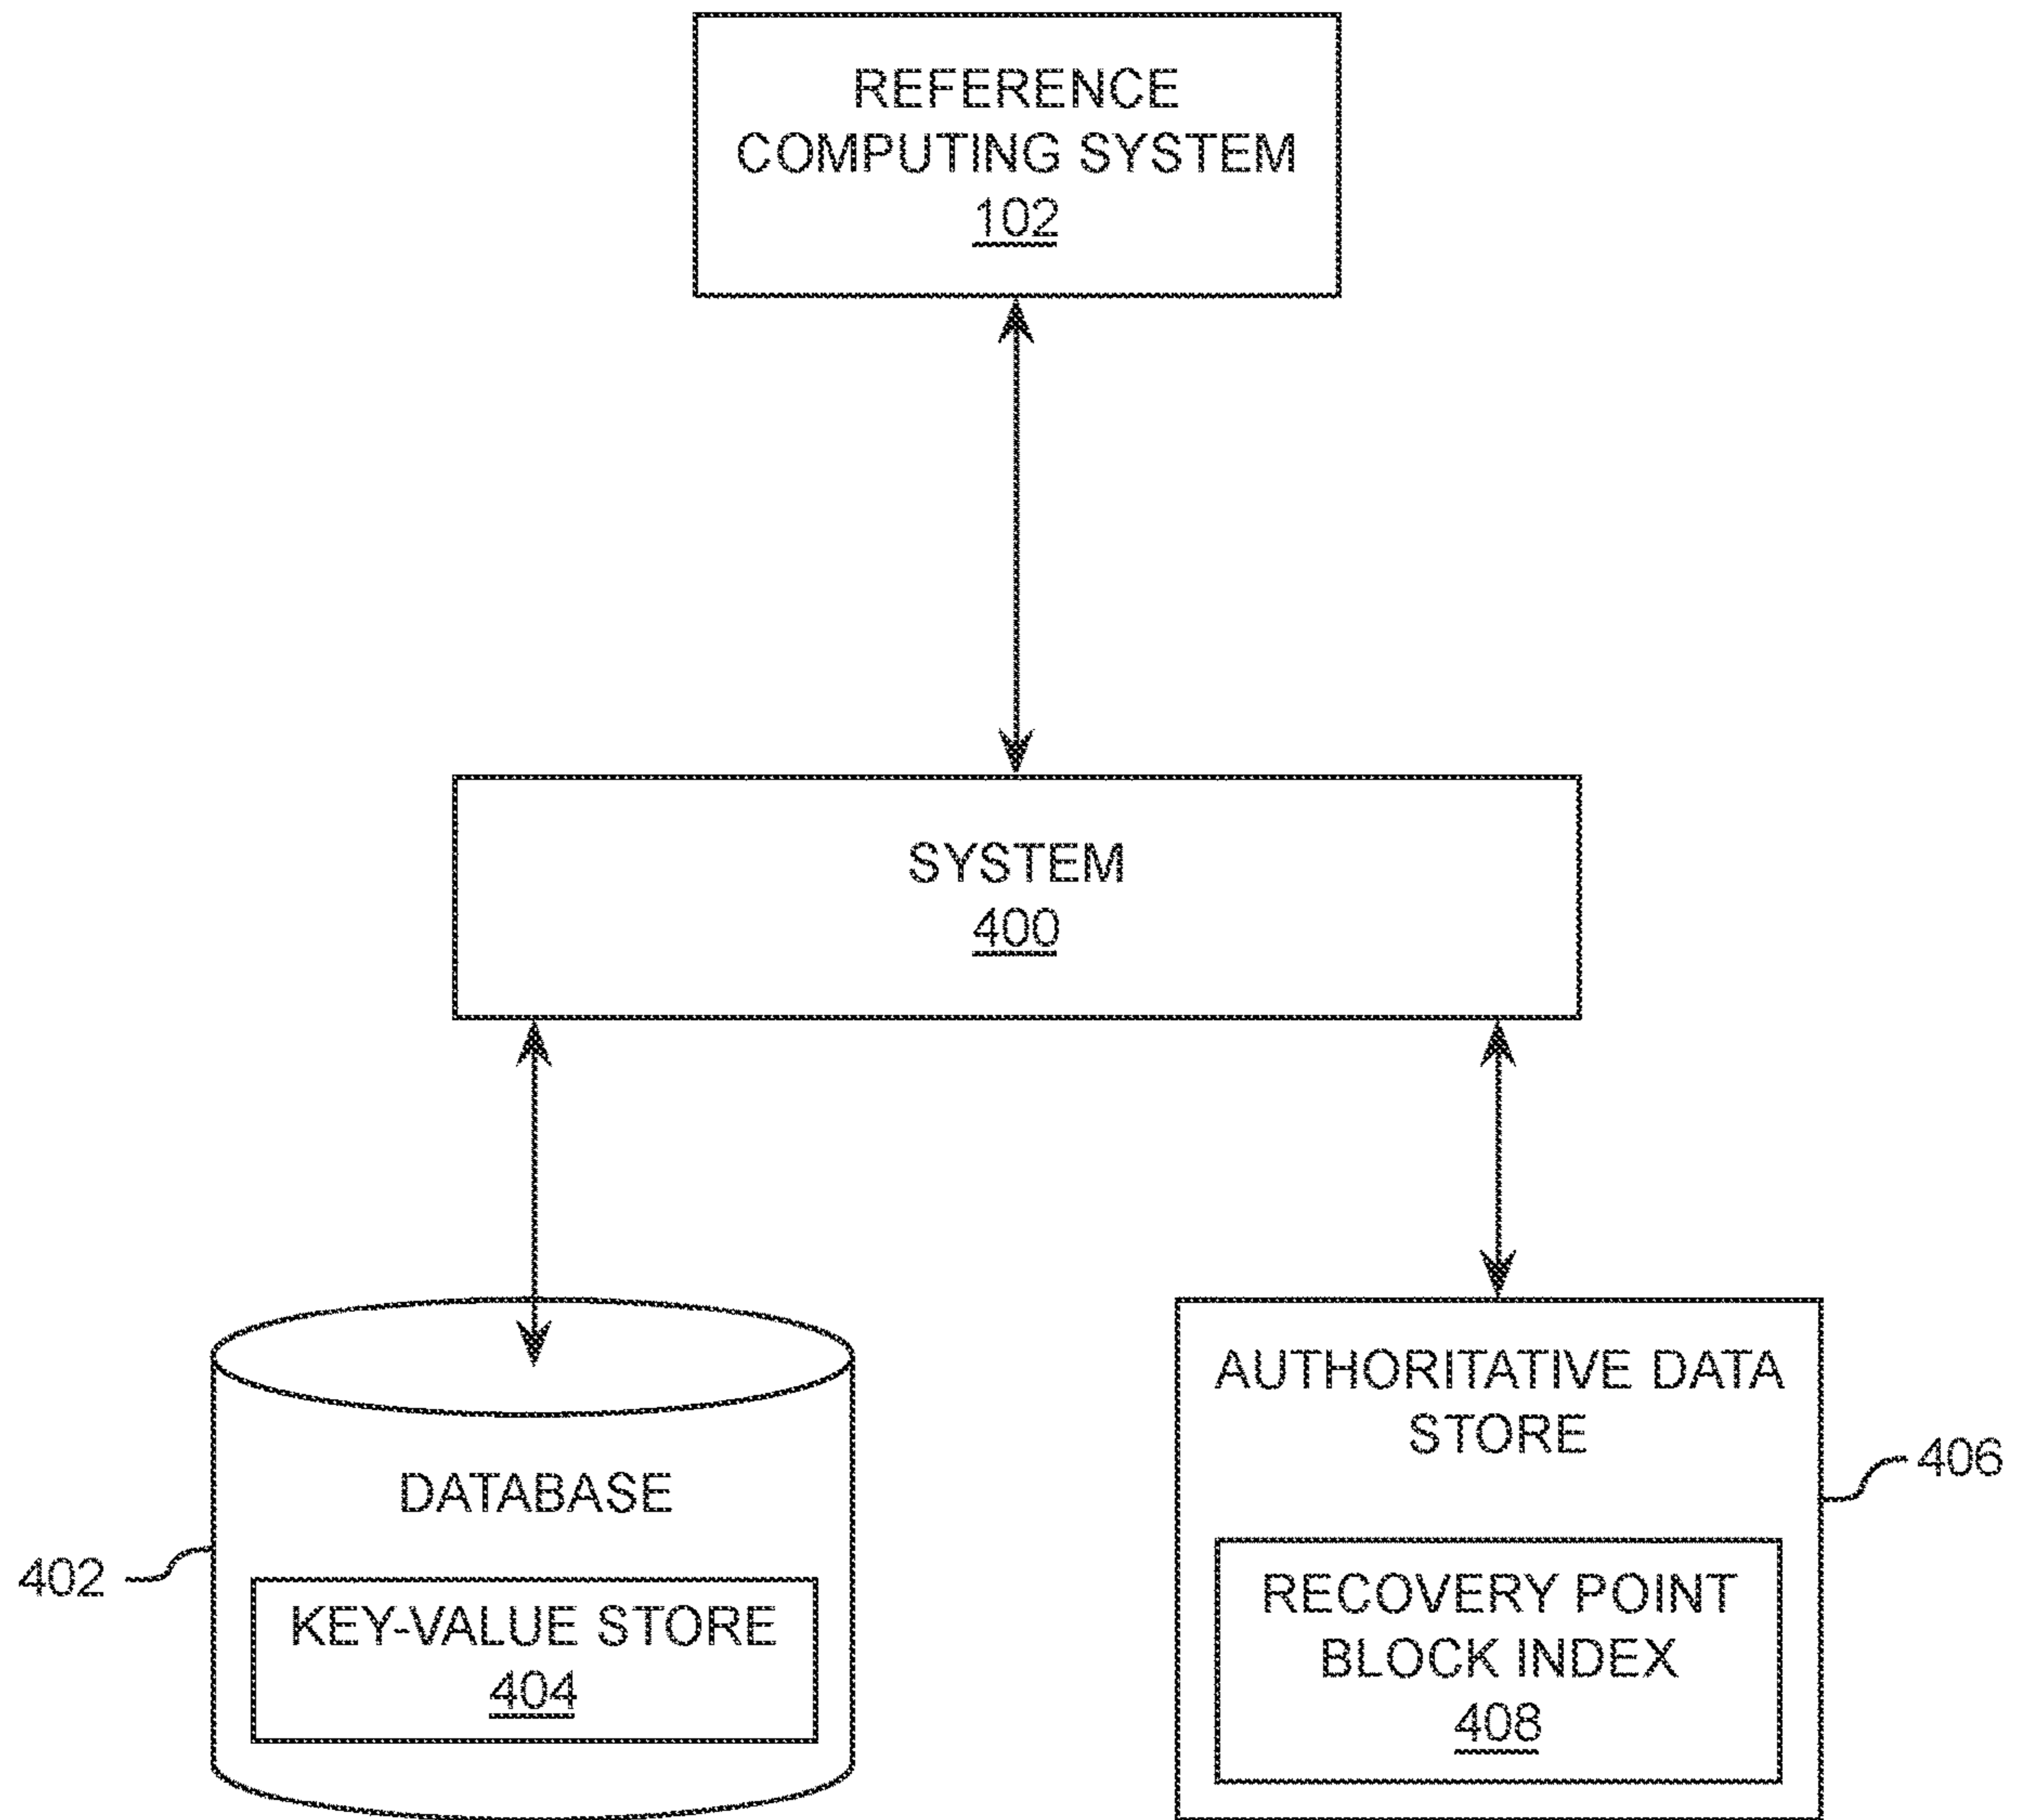 REFERENCE
COMPUTING SYSTEM
102
SYSTEM
400
AUTHORITATIVE DATA
STORE
406
DATABASE
402
KEY-VALUE STORE
404
RECOVERY POINT
BLOCK INDEX
408